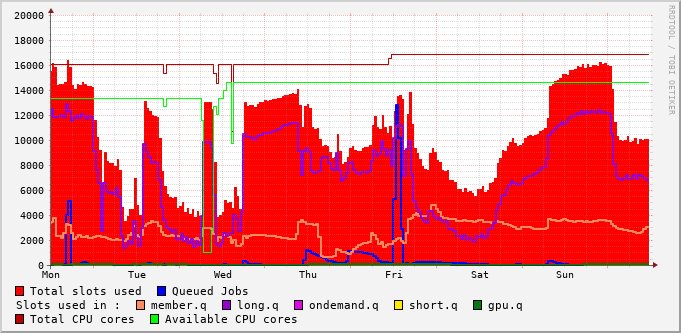 RRDTOOL / TOBI OETIKER
20000
18000
16000
14000
12000
10000
8000
6000
4000
2000
0
Mon Tue Wed Thu Fri Sat Sun
Total slots used Queued Jobs
Slots used in : member.q long.q ondemand.q short.q gpu.q
Total CPU cores Available CPU cores